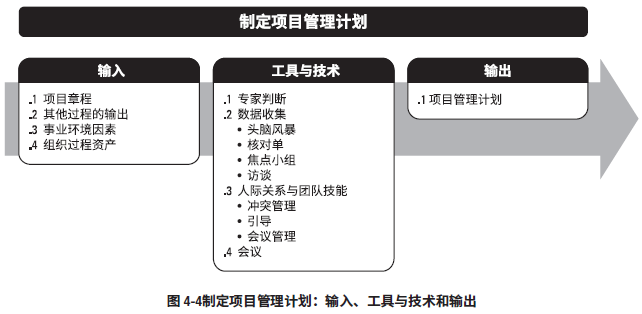 制定项目管理计划
输入
.1 项目章程
.2 其他过程的输出
.3 事业环境因素
.4 组织过程资产
工具与技术
.1 专家判断
.2 数据收集
• 头脑风暴
• 核对单
• 焦点小组
• 访谈
.3 人际关系与团队技能
• 冲突管理
• 引导
• 会议管理
.4 会议
输出
.1 项目管理计划
图 4-4制定项目管理计划：输入、工具与技术和输出